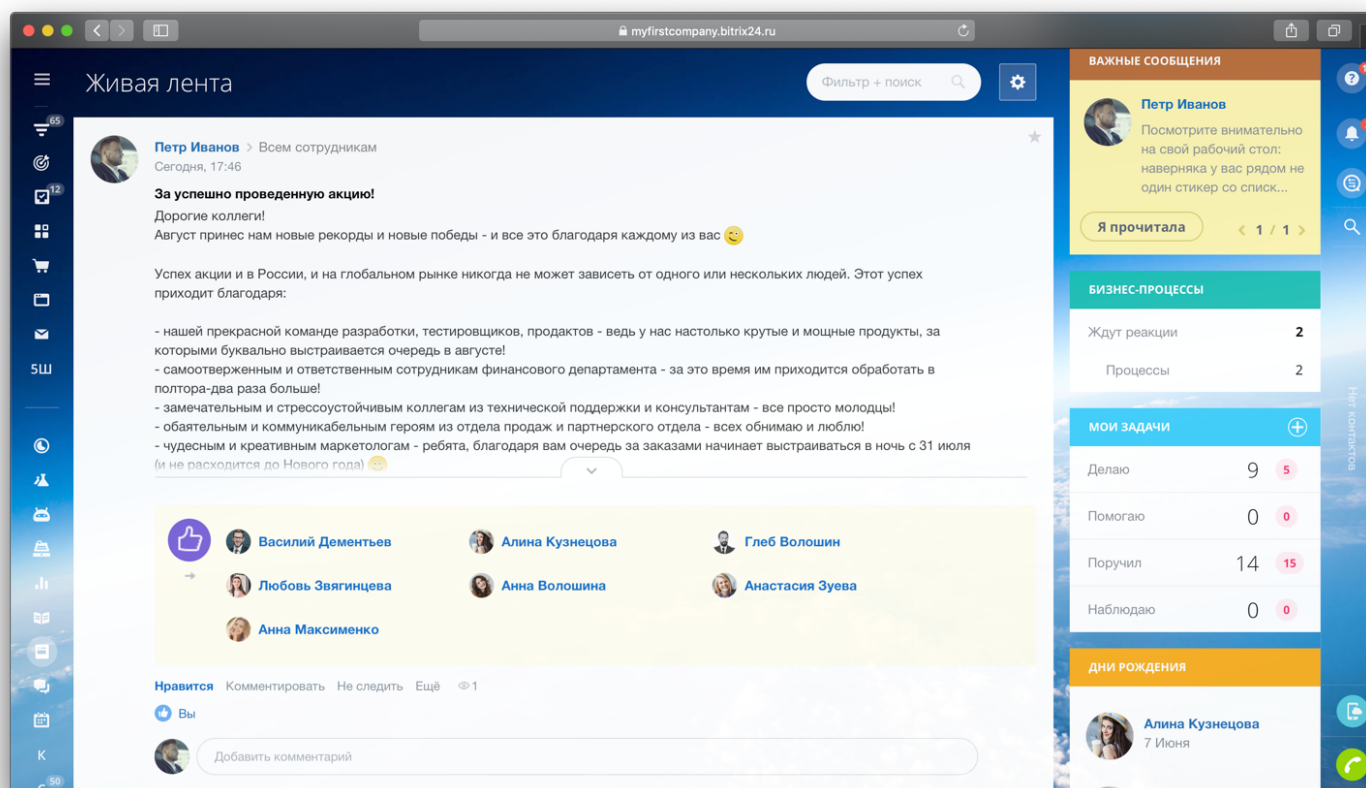 myfirstcompany.bitrix24.ru
Живая лента
Фильтр + поиск
65
12
5Ш
К
50
Петр Иванов > Всем сотрудникам
Сегодня, 17:46
За успешно проведенную акцию!
Дорогие коллеги!
Август принес нам новые рекорды и новые победы - и все это благодаря каждому из вас
Успех акции и в России, и на глобальном рынке никогда не может зависеть от одного или нескольких людей. Этот успех
приходит благодаря:
- нашей прекрасной команде разработки, тестировщиков, продактов - ведь у нас настолько крутые и мощные продукты, за
которыми буквально выстраивается очередь в августе!
- самоотверженным и ответственным сотрудникам финансового департамента - за это время им приходится обработать в
полтора-два раза больше!
- замечательным и стрессоустойчивым коллегам из технической поддержки и консультантам - все просто молодцы!
- обаятельным и коммуникабельным героям из отдела продаж и партнерского отдела - всех обнимаю и люблю!
- чудесным и креативным маркетологам - ребята, благодаря вам очередь за заказами начинает выстраиваться в ночь с 31 июля
(и не расходится до Нового года)
Василий Дементьев
Алина Кузнецова
Глеб Волошин
Любовь Звягинцева
Анна Волошина
Анастасия Зуева
Анна Максименко
Нравится Комментировать Не следить Ещё 1
Вы
Добавить комментарий
ВАЖНЫЕ СООБЩЕНИЯ
Петр Иванов
Посмотрите внимательно
на свой рабочий стол:
наверняка у вас рядом не
один стикер со списк...
Я прочитала
< 1 / 1 >
БИЗНЕС-ПРОЦЕССЫ
Ждут реакции 2
Процессы 2
МОИ ЗАДАЧИ
Делаю 9 5
Помогаю 0 0
Поручил 14 15
Наблюдаю 0 0
ДНИ РОЖДЕНИЯ
Алина Кузнецова
7 Июня
Нет контактов